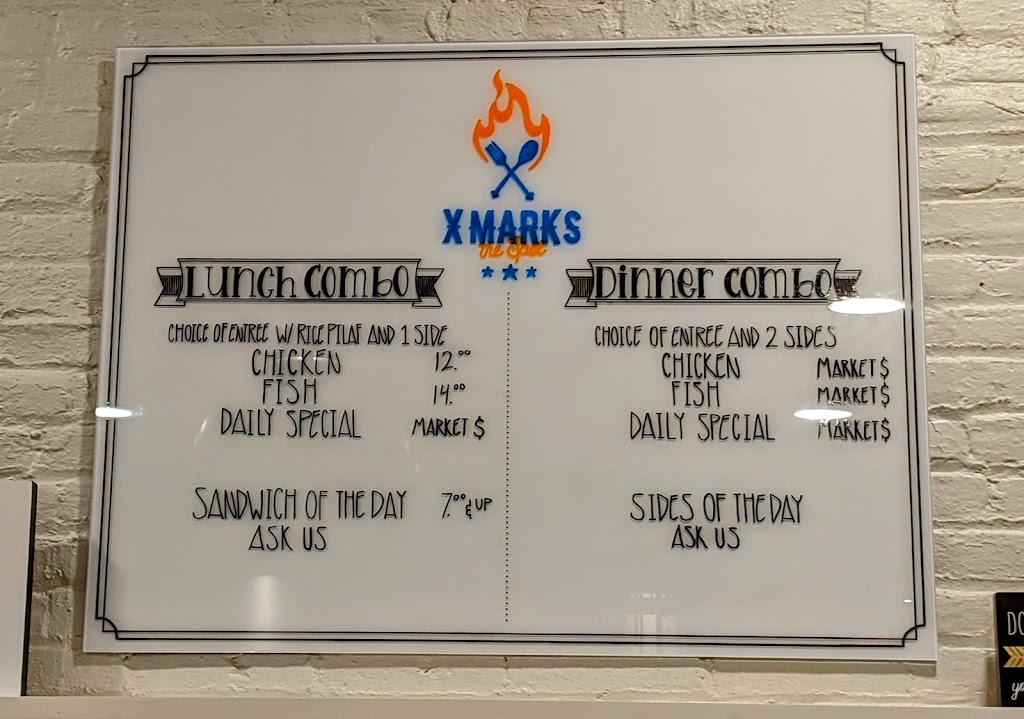 X MARKS
the Spot
Lunch Combo
CHOICE OF ENTREE W/ RICE PILAF AND 1 SIDE
CHICKEN 12.00
FISH 14.00
DAILY SPECIAL MARKET $
SANDWICH OF THE DAY 7.00 & UP
ASK US
Dinner Combo
CHOICE OF ENTREE AND 2 SIDES
CHICKEN MARKET $
FISH MARKET $
DAILY SPECIAL MARKET $
SIDES OF THE DAY
ASK US